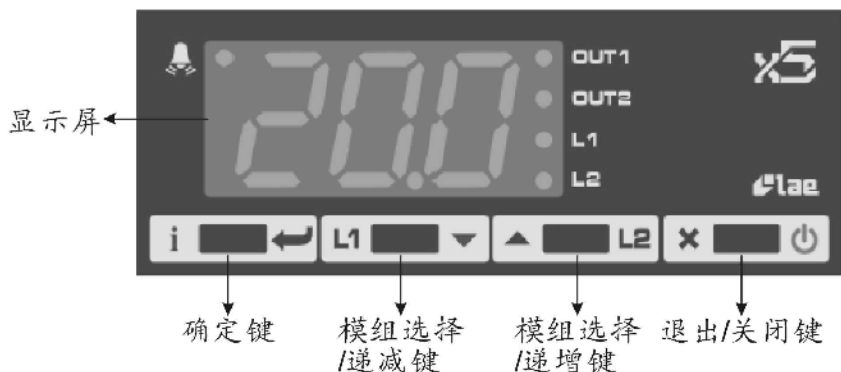 OUT1
x5
OUT2
显示屏
20.0
L1
L2
lae
i
L1
L2
确定键
模组选择
/递减键
模组选择
/递增键
退出/关闭键